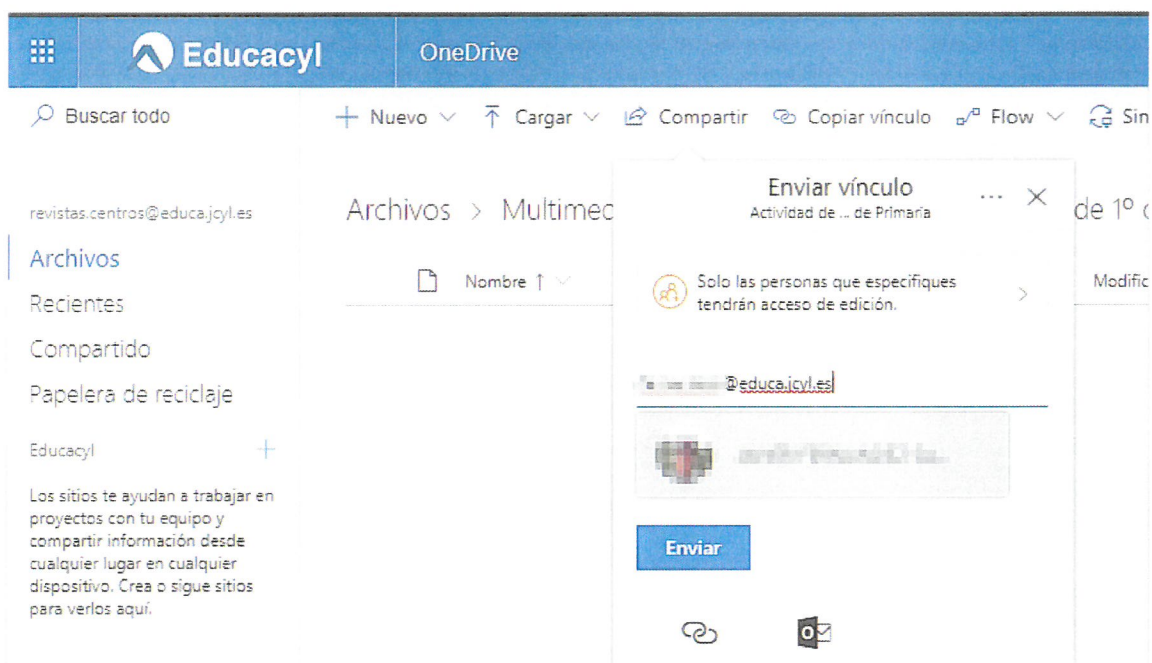 Educacyl
OneDrive
Buscar todo
Nuevo
Cargar
Compartir
Copiar vínculo
Flow
Sin
revistas.centros@educa.jcyl.es
Archivos
Recientes
Compartido
Papelera de reciclaje
Educacyl
Los sitios te ayudan a trabajar en
proyectos con tu equipo y
compartir información desde
cualquier lugar en cualquier
dispositivo. Crea o sigue sitios
para verlos aquí.
Archivos > Multimed
de 1º
Nombre ↑
Modific
Enviar vínculo
Actividad de ... de Primaria
Solo las personas que especifiques
tendrán acceso de edición.
@educa.jcyl.es
Enviar